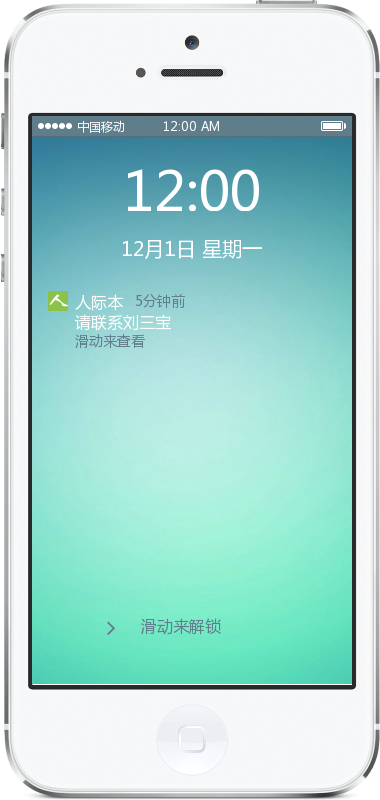 中国移动 12:00 AM
12:00
12月1日 星期一
人际本 5分钟前
请联系刘三宝
滑动来查看
滑动来解锁